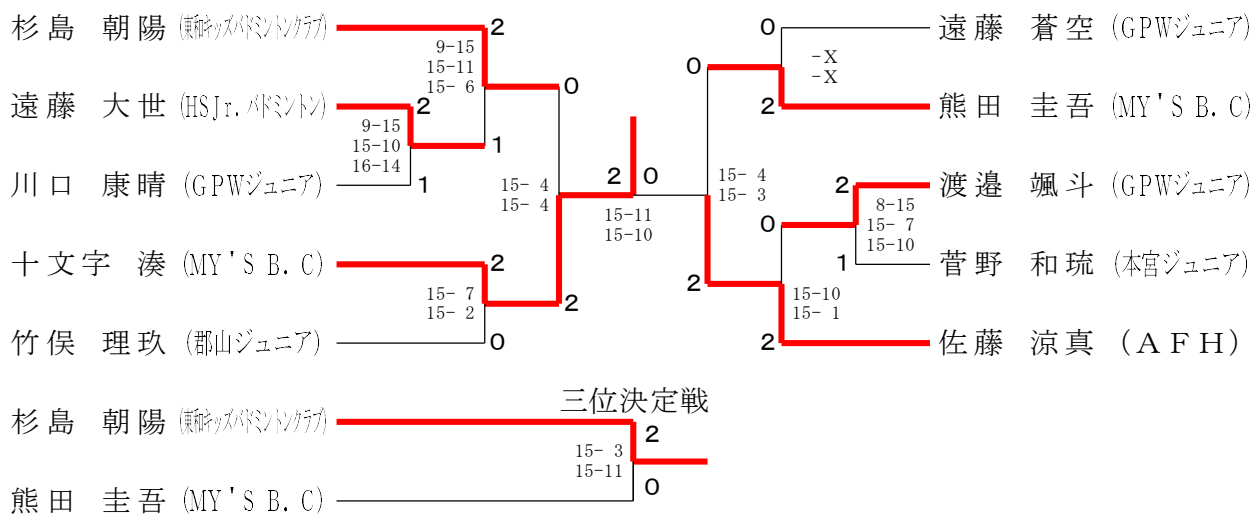 杉島 朝陽 (東和キッズバドミントンクラブ) 2
9-15
15-11
15- 6
遠藤 大世 (HSJr.バドミントン) 2
9-15
15-10
16-14
1
川口 康晴 (GPWジュニア) 1
0
15- 4
15- 4
十文字 湊 (MY'S B.C) 2
15- 7
15- 2
2
竹俣 理玖 (郡山ジュニア) 0
2 0
15-11
15-10
0 遠藤 蒼空 (GPWジュニア)
-X
-X
0
2 熊田 圭吾 (MY'S B.C)
15- 4
15- 3
2 渡邉 颯斗 (GPWジュニア)
8-15
15- 7
15-10
0
1 菅野 和琉 (本宮ジュニア)
2
15-10
15- 1
2 佐藤 涼真 (AFH)
三位決定戦
杉島 朝陽 (東和キッズバドミントンクラブ) 2
15- 3
15-11
熊田 圭吾 (MY'S B.C) 0